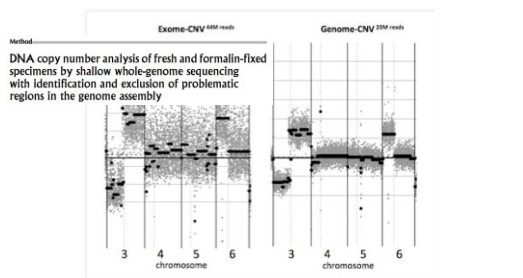 Exome-CNV 44M reads
Genome-CNV 20M reads
Method
DNA copy number analysis of fresh and formalin-fixed
specimens by shallow whole-genome sequencing
with identification and exclusion of problematic
regions in the genome assembly
3 4 5 6
chromosome
3 4 5 6
chromosome